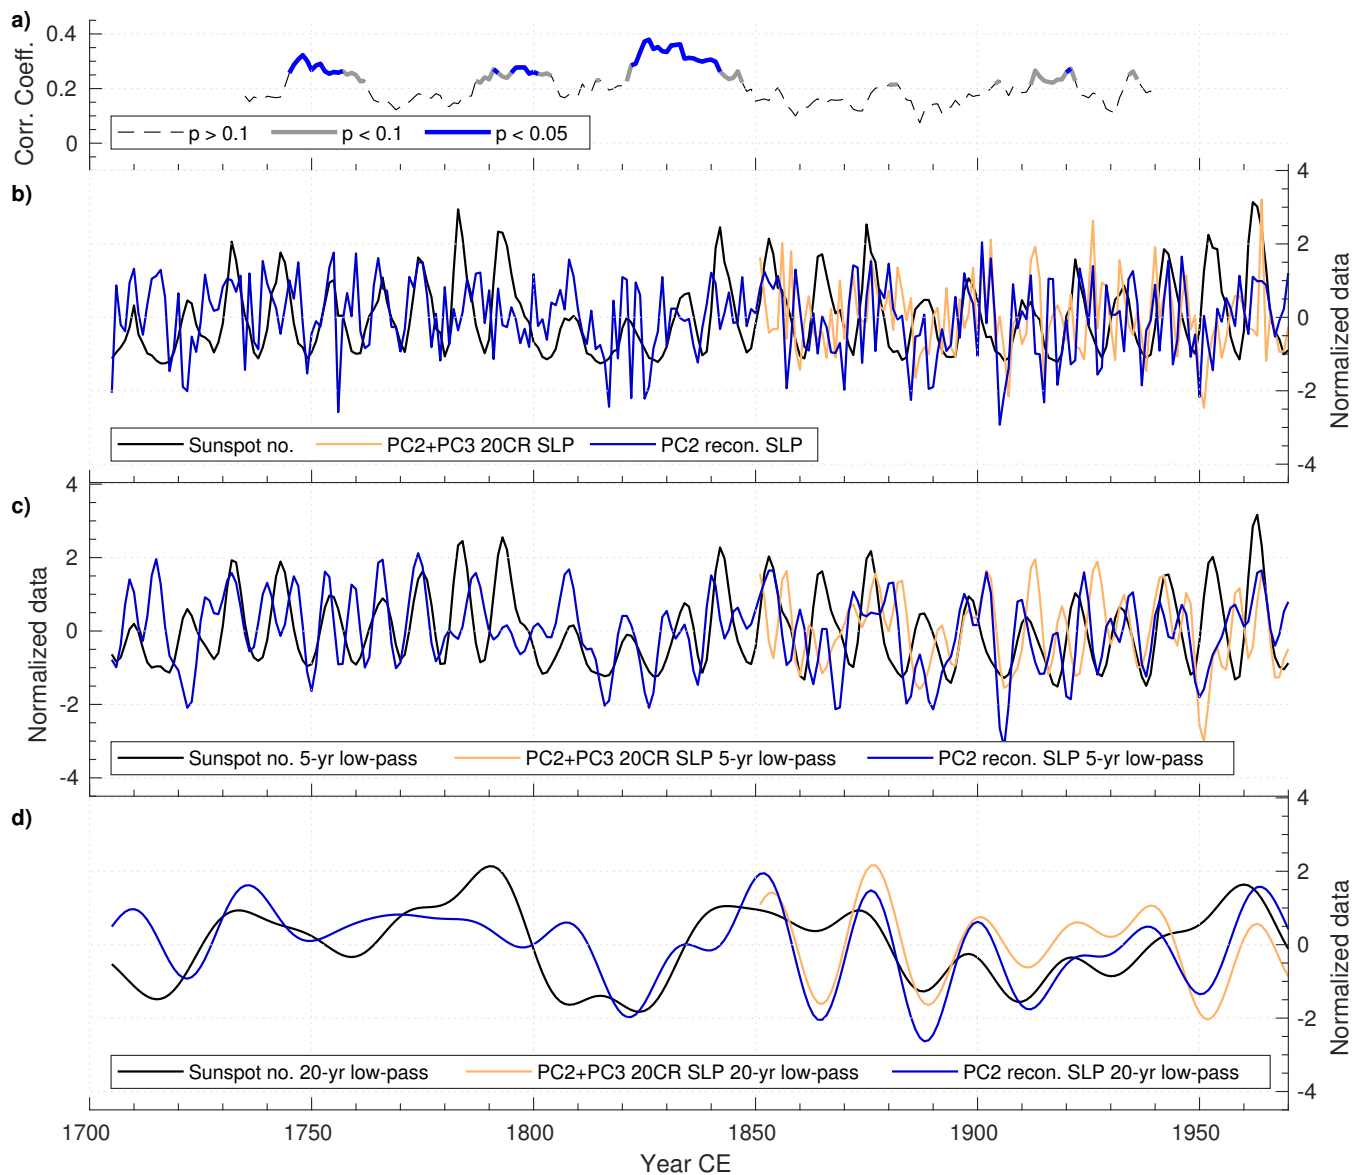 a)
0.4
0.2
0
Corr. Coeff.
p > 0.1
p < 0.1
p < 0.05
b)
4
2
0
-2
-4
Normalized data
Sunspot no.
PC2+PC3 20CR SLP
PC2 recon. SLP
c)
4
2
0
-2
-4
Normalized data
Sunspot no. 5-yr low-pass
PC2+PC3 20CR SLP 5-yr low-pass
PC2 recon. SLP 5-yr low-pass
d)
4
2
0
-2
-4
Normalized data
Sunspot no. 20-yr low-pass
PC2+PC3 20CR SLP 20-yr low-pass
PC2 recon. SLP 20-yr low-pass
1700
1750
1800
1850
1900
1950
Year CE